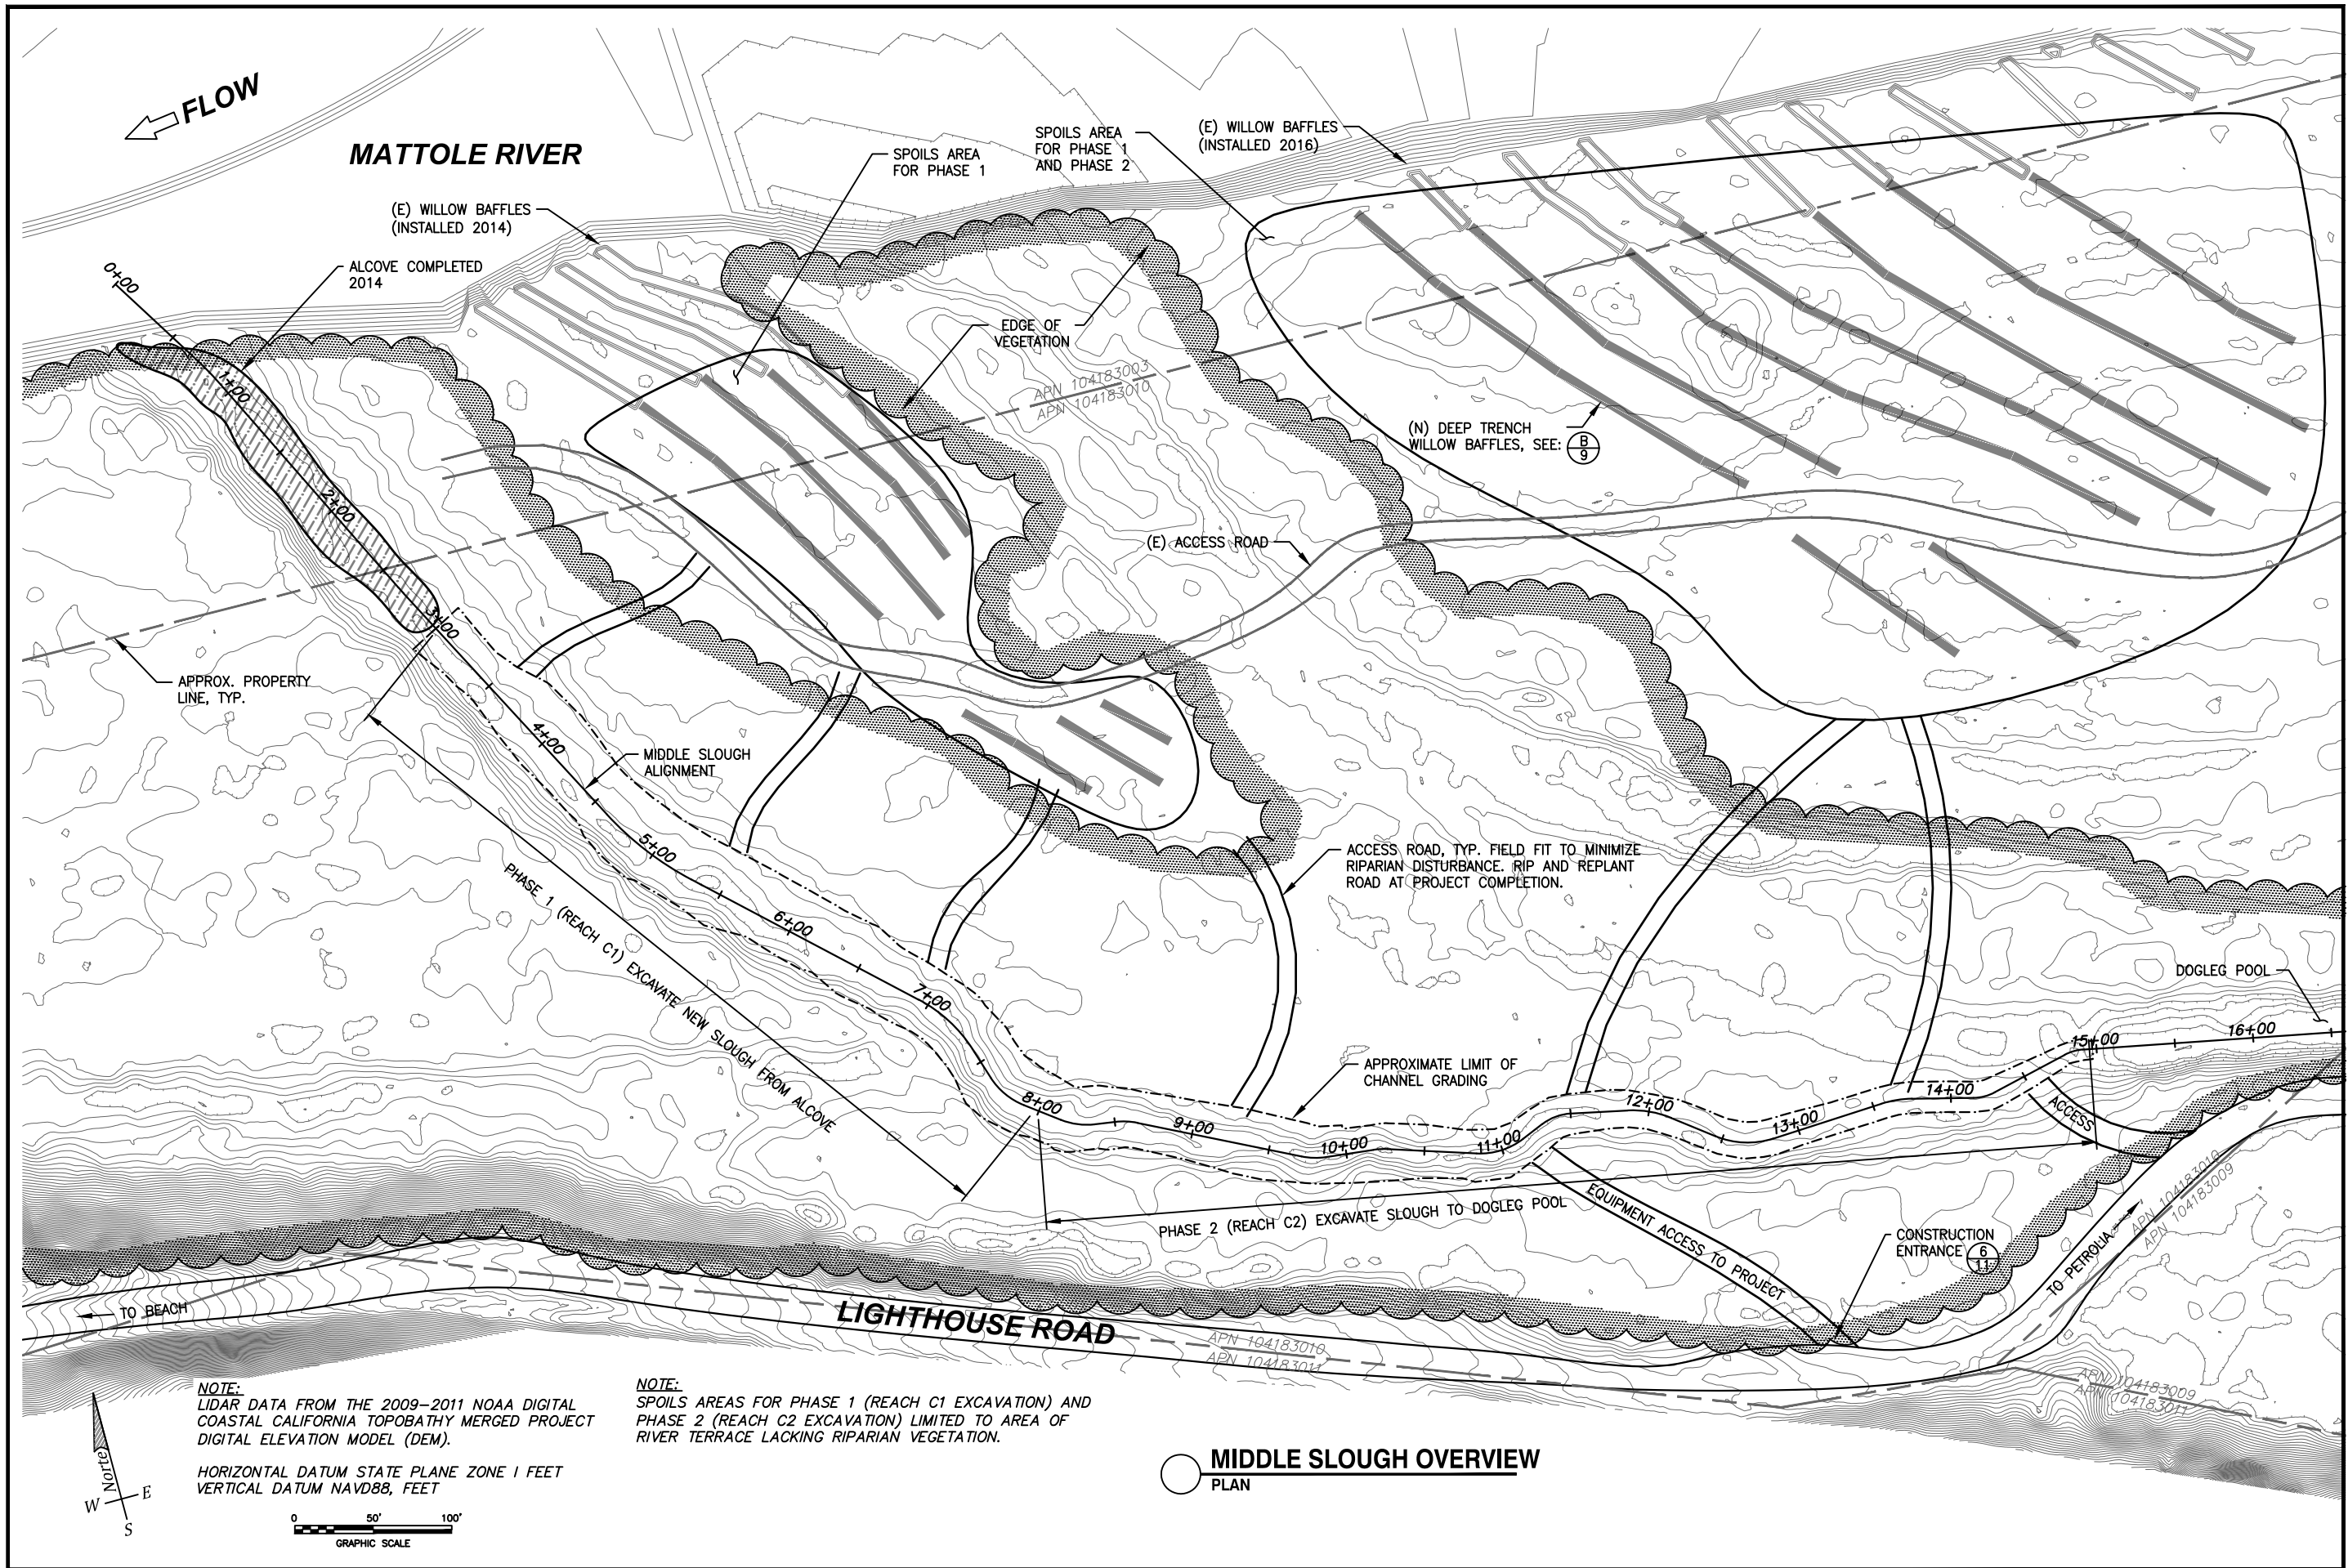 FLOW
MATTOLE RIVER
(E) WILLOW BAFFLES
(INSTALLED 2014)
ALCOVE COMPLETED
2014
SPOILS AREA
FOR PHASE 1
SPOILS AREA
FOR PHASE 1
AND PHASE 2
(E) WILLOW BAFFLES
(INSTALLED 2016)
EDGE OF
VEGETATION
APN 104183003
APN 104183010
(N) DEEP TRENCH
WILLOW BAFFLES, SEE:
B
9
(E) ACCESS ROAD
0+00
1+00
2+00
3+00
4+00
5+00
6+00
7+00
8+00
9+00
10+00
11+00
12+00
13+00
14+00
15+00
16+00
APPROX. PROPERTY
LINE, TYP.
MIDDLE SLOUGH
ALIGNMENT
PHASE 1 (REACH C1) EXCAVATE NEW SLOUGH FROM ALCOVE
ACCESS ROAD, TYP. FIELD FIT TO MINIMIZE
RIPARIAN DISTURBANCE. RIP AND REPLANT
ROAD AT PROJECT COMPLETION.
DOGLEG POOL
APPROXIMATE LIMIT OF
CHANNEL GRADING
ACCESS
PHASE 2 (REACH C2) EXCAVATE SLOUGH TO DOGLEG POOL
EQUIPMENT ACCESS TO PROJECT
CONSTRUCTION
ENTRANCE
6
11
TO PETROLIA
APN 104183010
APN 104183009
TO BEACH
LIGHTHOUSE ROAD
APN 104183010
APN 104183011
APN 104183009
APN 104183011
NOTE:
LIDAR DATA FROM THE 2009-2011 NOAA DIGITAL
COASTAL CALIFORNIA TOPOBATHY MERGED PROJECT
DIGITAL ELEVATION MODEL (DEM).
HORIZONTAL DATUM STATE PLANE ZONE I FEET
VERTICAL DATUM NAVD88, FEET
NOTE:
SPOILS AREAS FOR PHASE 1 (REACH C1 EXCAVATION) AND
PHASE 2 (REACH C2 EXCAVATION) LIMITED TO AREA OF
RIVER TERRACE LACKING RIPARIAN VEGETATION.
MIDDLE SLOUGH OVERVIEW
PLAN
Norte
W
E
S
0 50' 100'
GRAPHIC SCALE